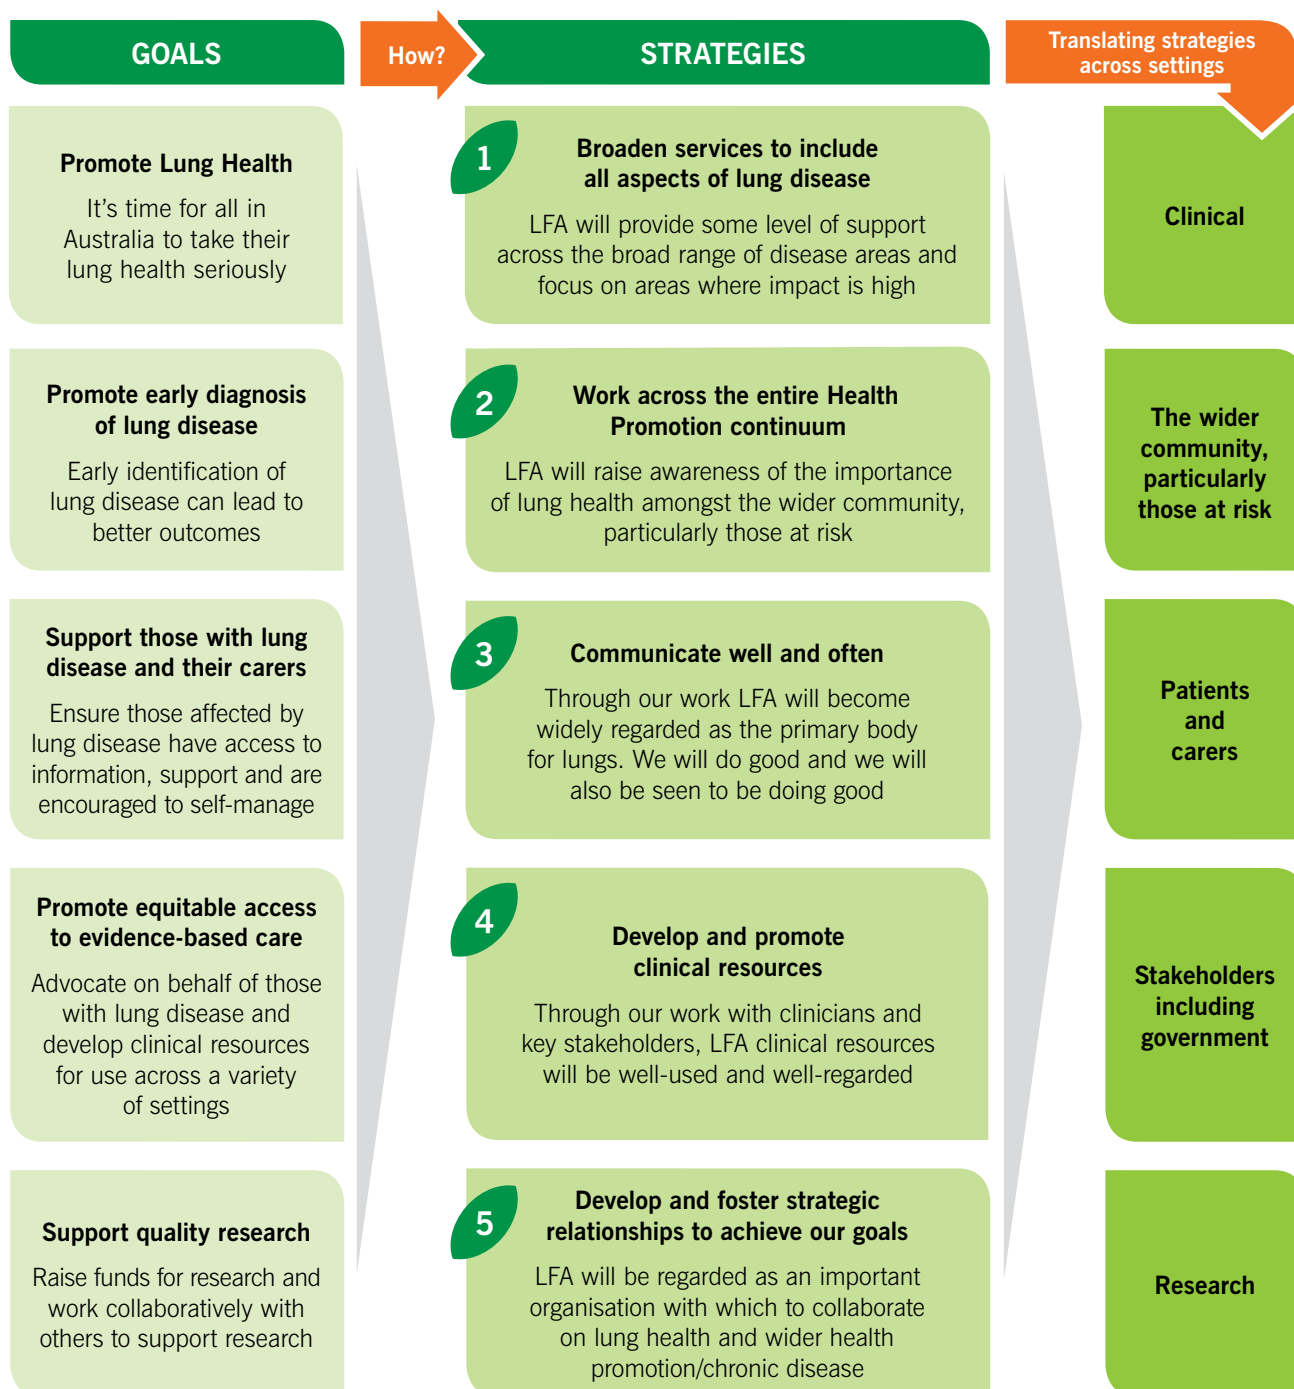 GOALS
How?
STRATEGIES
Translating strategies
across settings
Promote Lung Health
It's time for all in
Australia to take their
lung health seriously
1
Broaden services to include
all aspects of lung disease
LFA will provide some level of support
across the broad range of disease areas and
focus on areas where impact is high
Clinical
Promote early diagnosis
of lung disease
Early identification of
lung disease can lead to
better outcomes
2
Work across the entire Health
Promotion continuum
LFA will raise awareness of the importance
of lung health amongst the wider community,
particularly those at risk
The wider
community,
particularly
those at risk
Support those with lung
disease and their carers
Ensure those affected by
lung disease have access to
information, support and are
encouraged to self-manage
3
Communicate well and often
Through our work LFA will become
widely regarded as the primary body
for lungs. We will do good and we will
also be seen to be doing good
Patients
and
carers
Promote equitable access
to evidence-based care
Advocate on behalf of those
with lung disease and
develop clinical resources
for use across a variety
of settings
4
Develop and promote
clinical resources
Through our work with clinicians and
key stakeholders, LFA clinical resources
will be well-used and well-regarded
Stakeholders
including
government
Support quality research
Raise funds for research and
work collaboratively with
others to support research
5
Develop and foster strategic
relationships to achieve our goals
LFA will be regarded as an important
organisation with which to collaborate
on lung health and wider health
promotion/chronic disease
Research